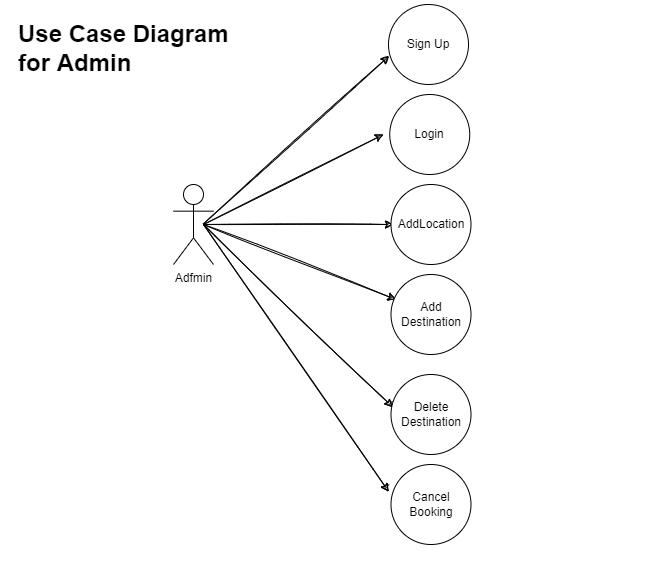 Use Case Diagram
for Admin
Sign Up
Login
AddLocation
Add
Destination
Delete
Destination
Cancel
Booking
Adfmin